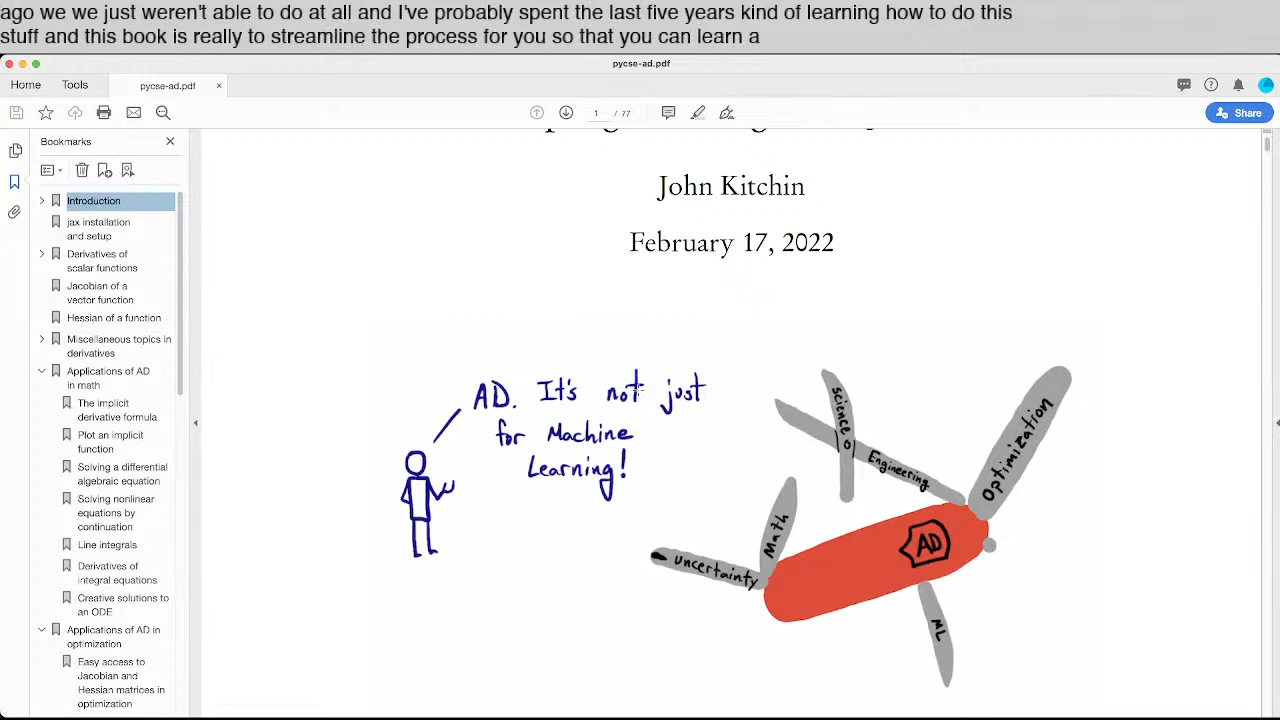 ago we we just weren't able to do at all and I've probably spent the last five years kind of learning how to do this
stuff and this book is really to streamline the process for you so that you can learn a
pycse-ad.pdf
Home Tools pycse-ad.pdf ×
1 / 77
Share
Bookmarks
Introduction
jax installation
and setup
Derivatives of
scalar functions
Jacobian of a
vector function
Hessian of a function
Miscellaneous topics in
derivatives
Applications of AD
in math
The implicit
derivative formula
Plot an implicit
function
Solving a differential
algebraic equation
Solving nonlinear
equations by
continuation
Line integrals
Derivatives of
integral equations
Creative solutions to
an ODE
Applications of AD in
optimization
Easy access to
Jacobian and
Hessian matrices in
optimization
John Kitchin
February 17, 2022
AD. It's not just
for Machine
Learning!
science
Engineering
Optimization
Math
uncertainty
AD
ML